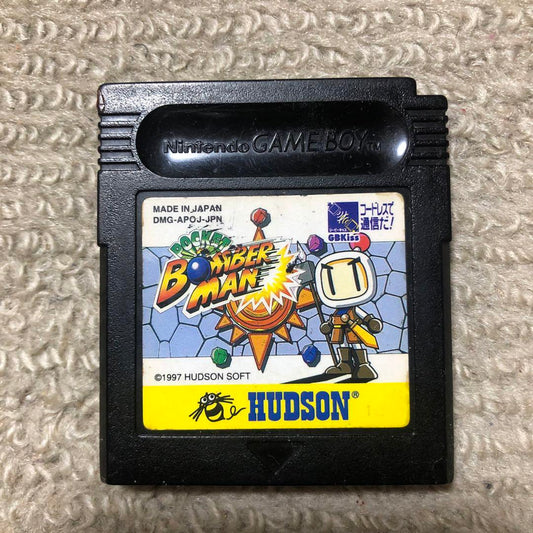 Nintendo GAME BOY TM
MADE IN JAPAN
DMG-APOJ-JPN
GBKiss
コードレスで
通信だ!
POCKET
BOMBER
MAN
©1997 HUDSON SOFT
HUDSON®